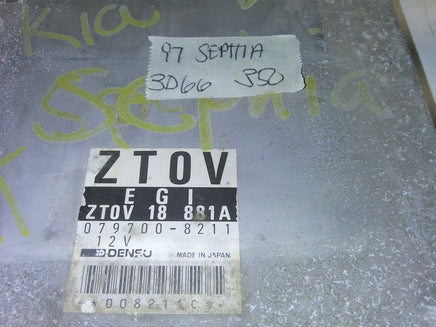 Kia
97 SEPHIA
3D66 350
Sephia
ZTOV
EGI
ZTOV 18 881A
079700-8211
12V
DENSO MADE IN JAPAN
*D08211C*